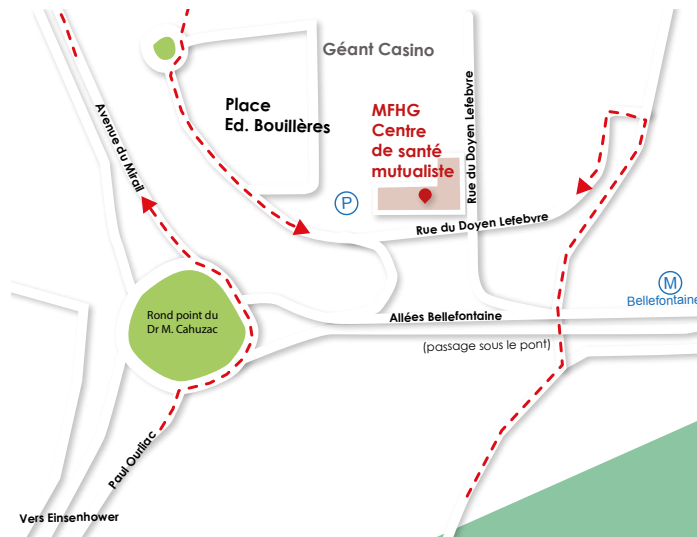 Géant Casino
Place
Ed. Bouillères
MFHG
Centre
de santé
mutualiste
Rue du Doyen Lefebvre
Avenue du Mirail
P
Rue du Doyen Lefebvre
M
Bellefontaine
Rond point du
Dr M. Cahuzac
Allées Bellefontaine
(passage sous le pont)
Paul Ourliac
Vers Einsenhower